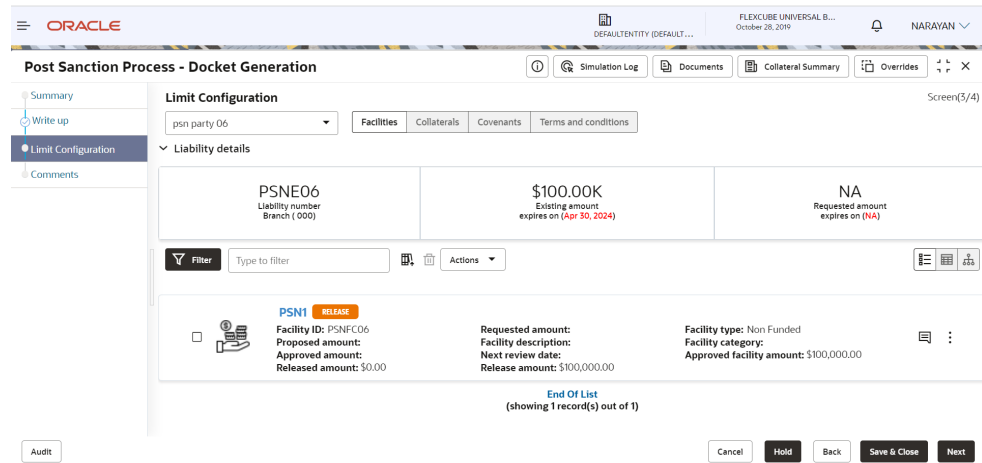 ORACLE
DEFAULTENTITY (DEFAULT...
FLEXCUBE UNIVERSAL B...
October 28, 2019
NARAYAN
Post Sanction Process - Docket Generation
Simulation Log
Documents
Collateral Summary
Overrides
Summary
Write up
Limit Configuration
Comments
Limit Configuration
Screen(3/4)
psn party 06
Facilities
Collaterals
Covenants
Terms and conditions
Liability details
PSNE06
Liability number
Branch ( 000)
$100.00K
Existing amount
expires on (Apr 30, 2024)
NA
Requested amount
expires on (NA)
Filter
Type to filter
Actions
PSN1 RELEASE
Facility ID: PSNFC06
Proposed amount:
Approved amount:
Released amount: $0.00
Requested amount:
Facility description:
Next review date:
Release amount: $100,000.00
Facility type: Non Funded
Facility category:
Approved facility amount: $100,000.00
End Of List
(showing 1 record(s) out of 1)
Audit
Cancel
Hold
Back
Save & Close
Next